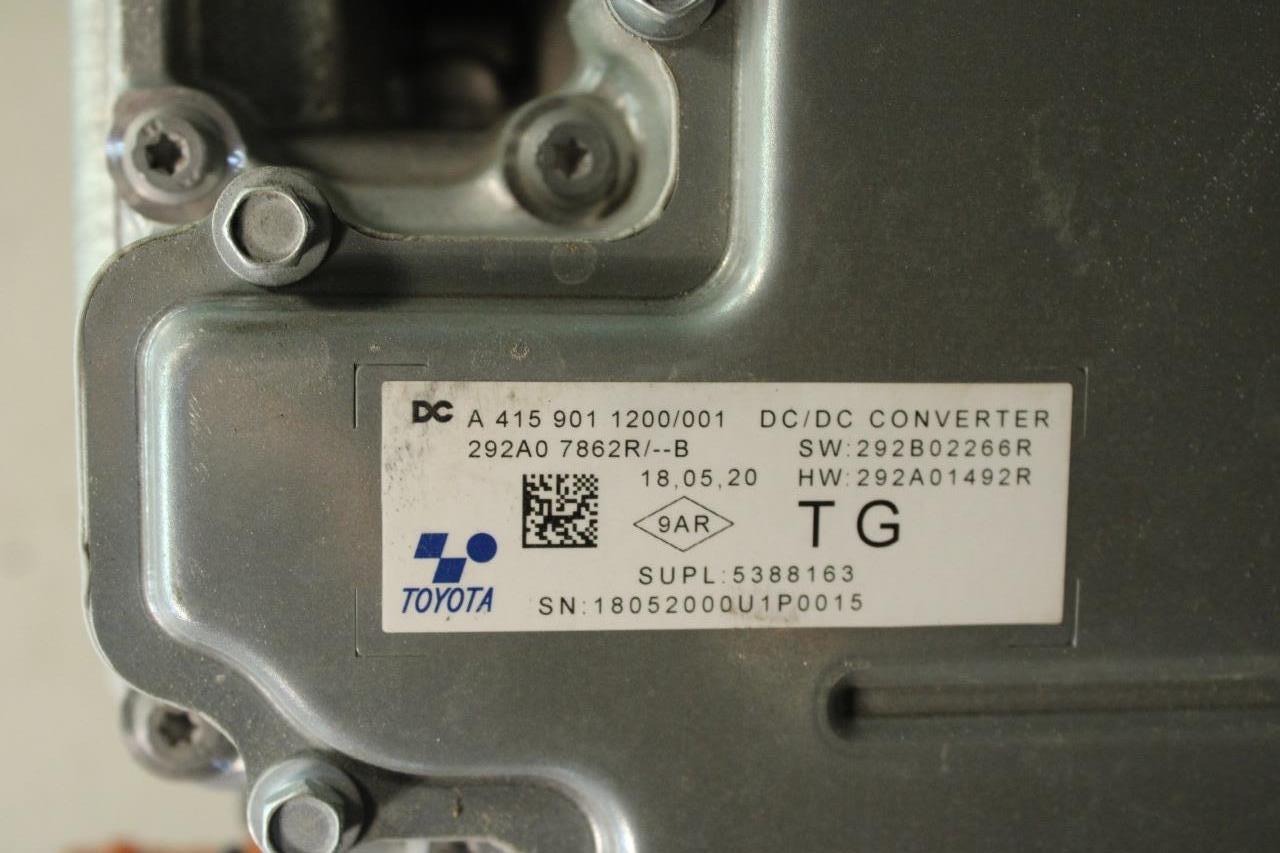 DC A 415 901 1200/001 DC/DC CONVERTER
292A0 7862R/--B SW:292B02266R
18,05,20 HW:292A01492R
9AR TG
SUPL:5388163
TOYOTA SN:18052000U1P0015